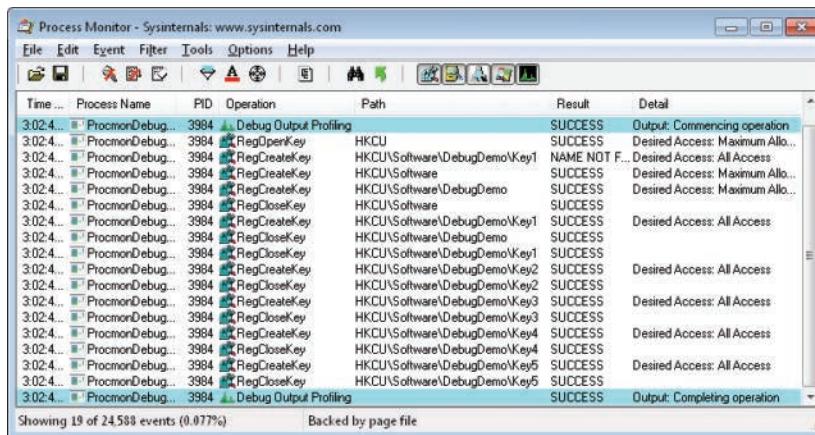 Process Monitor - Sysinternals: www.sysinternals.com
File Edit Event Filter Tools Options Help
Time ... Process Name PID Operation Path Result Detail
3:02:4... ProcmonDebug... 3984 Debug Output Profiling SUCCESS Output: Commencing operation
3:02:4... ProcmonDebug... 3984 RegOpenKey HKCU SUCCESS Desired Access: Maximum Allo...
3:02:4... ProcmonDebug... 3984 RegCreateKey HKCU\Software\DebugDemo\Key1 NAME NOT F... Desired Access: All Access
3:02:4... ProcmonDebug... 3984 RegCreateKey HKCU\Software SUCCESS Desired Access: Maximum Allo...
3:02:4... ProcmonDebug... 3984 RegCreateKey HKCU\Software\DebugDemo SUCCESS Desired Access: Maximum Allo...
3:02:4... ProcmonDebug... 3984 RegCloseKey HKCU\Software SUCCESS
3:02:4... ProcmonDebug... 3984 RegCreateKey HKCU\Software\DebugDemo\Key1 SUCCESS Desired Access: All Access
3:02:4... ProcmonDebug... 3984 RegCloseKey HKCU\Software\DebugDemo SUCCESS
3:02:4... ProcmonDebug... 3984 RegCloseKey HKCU\Software\DebugDemo\Key1 SUCCESS
3:02:4... ProcmonDebug... 3984 RegCreateKey HKCU\Software\DebugDemo\Key2 SUCCESS Desired Access: All Access
3:02:4... ProcmonDebug... 3984 RegCloseKey HKCU\Software\DebugDemo\Key2 SUCCESS
3:02:4... ProcmonDebug... 3984 RegCreateKey HKCU\Software\DebugDemo\Key3 SUCCESS Desired Access: All Access
3:02:4... ProcmonDebug... 3984 RegCloseKey HKCU\Software\DebugDemo\Key3 SUCCESS
3:02:4... ProcmonDebug... 3984 RegCreateKey HKCU\Software\DebugDemo\Key4 SUCCESS Desired Access: All Access
3:02:4... ProcmonDebug... 3984 RegCloseKey HKCU\Software\DebugDemo\Key4 SUCCESS
3:02:4... ProcmonDebug... 3984 RegCreateKey HKCU\Software\DebugDemo\Key5 SUCCESS Desired Access: All Access
3:02:4... ProcmonDebug... 3984 RegCloseKey HKCU\Software\DebugDemo\Key5 SUCCESS
3:02:4... ProcmonDebug... 3984 Debug Output Profiling SUCCESS Output: Completing operation
Showing 19 of 24,588 events (0.077%) Backed by page file